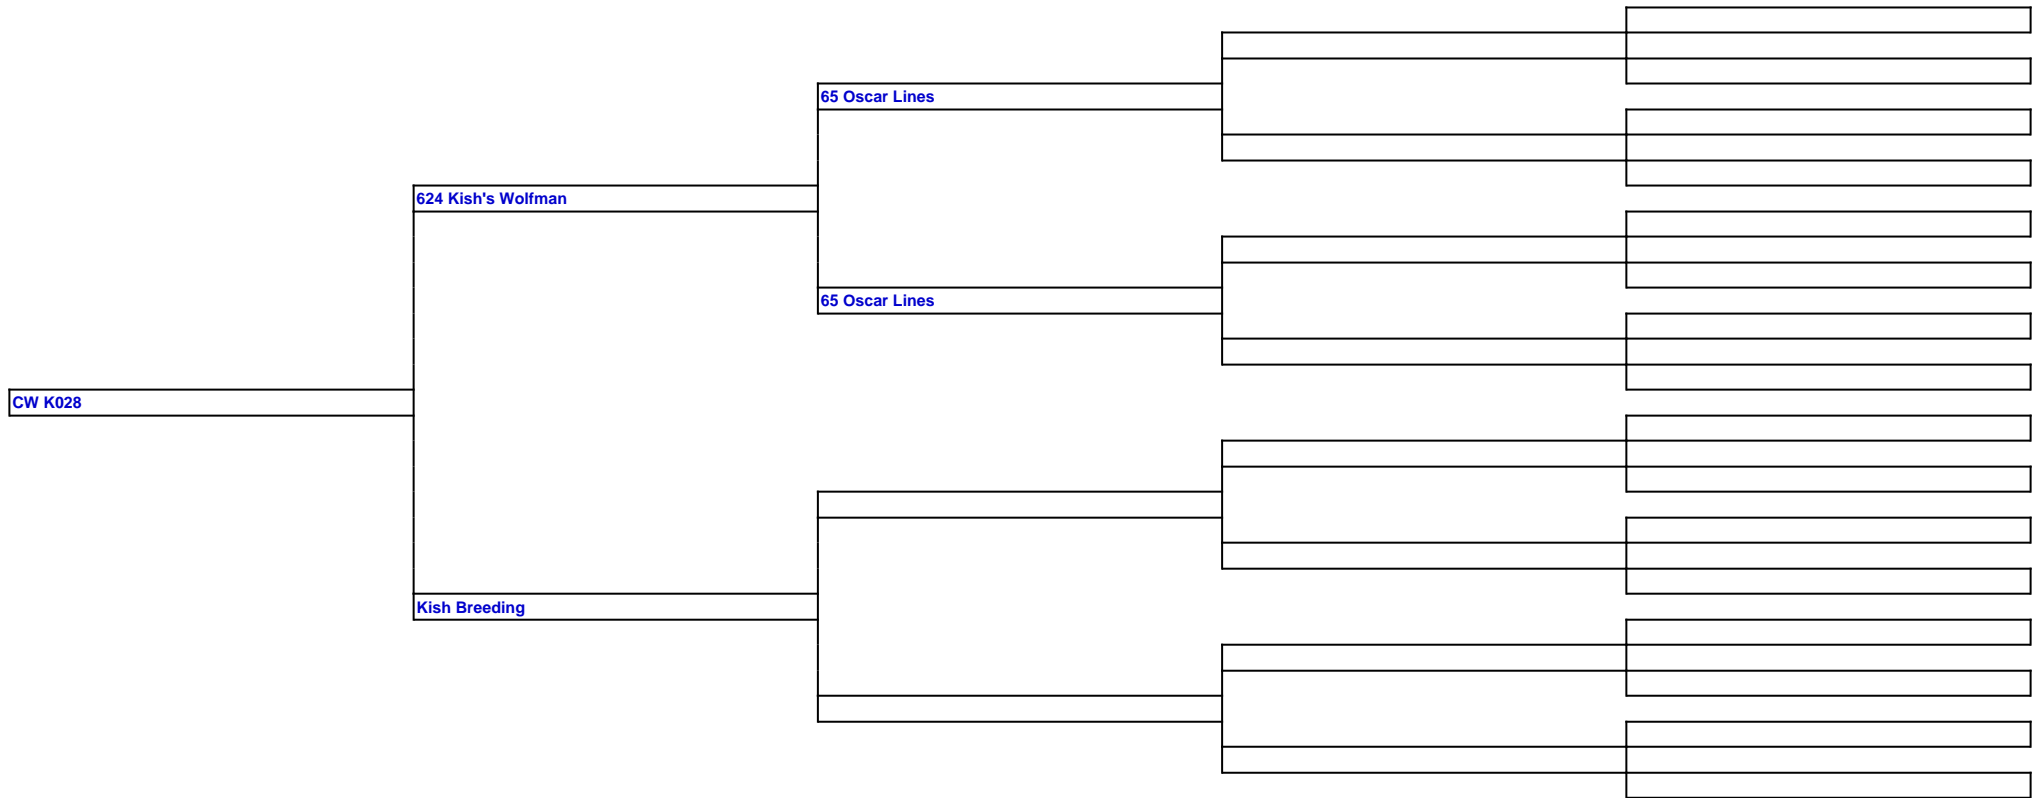 65 Oscar Lines
624 Kish's Wolfman
65 Oscar Lines
CW K028
Kish Breeding